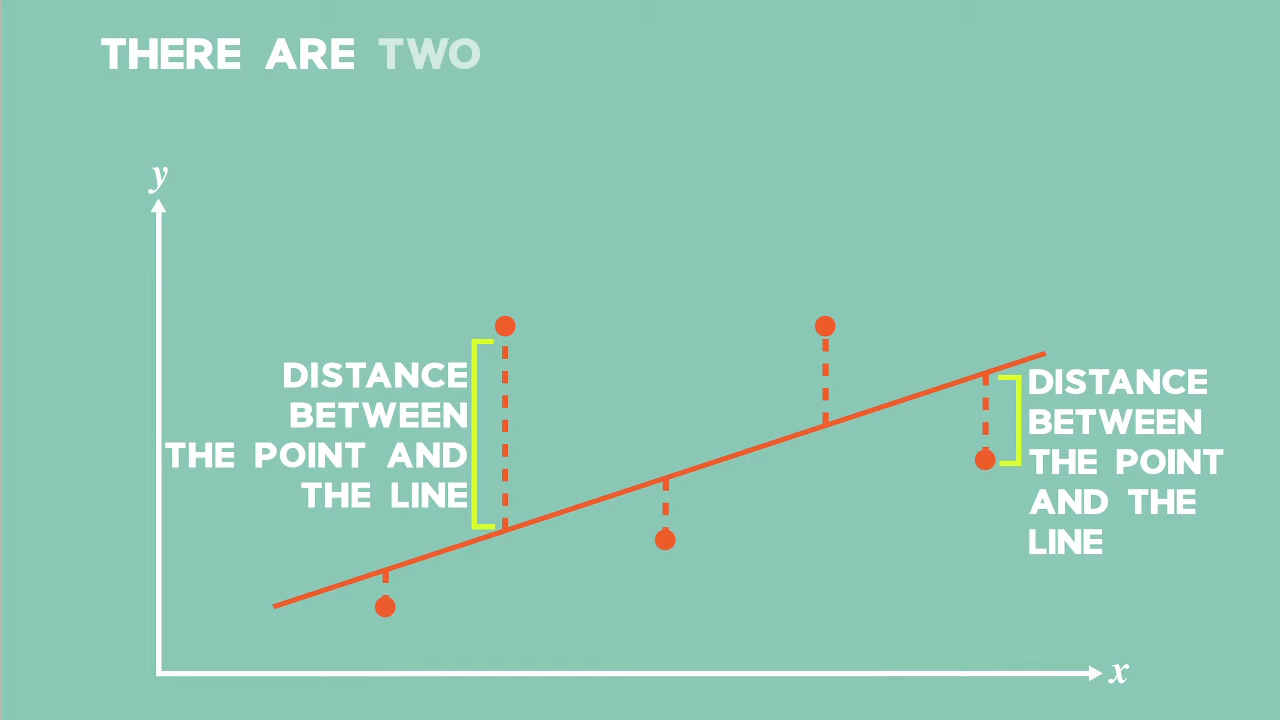 THERE ARE TWO
y
DISTANCE
BETWEEN
THE POINT AND
THE LINE
DISTANCE
BETWEEN
THE POINT
AND THE
LINE
x